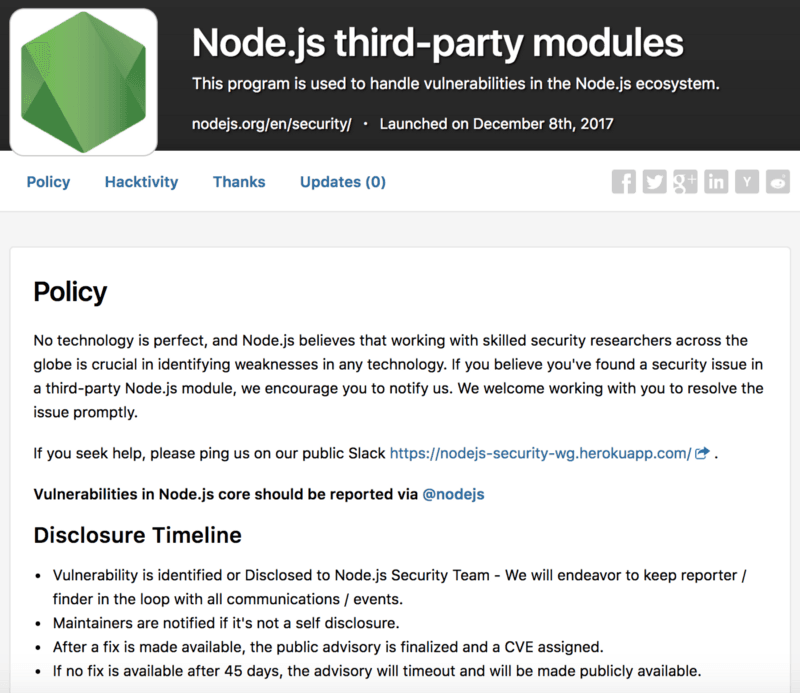 Node.js third-party modules
This program is used to handle vulnerabilities in the Node.js ecosystem.
nodejs.org/en/security/ · Launched on December 8th, 2017
Policy Hacktivity Thanks Updates (0)
f g+ in Y
Policy
No technology is perfect, and Node.js believes that working with skilled security researchers across the
globe is crucial in identifying weaknesses in any technology. If you believe you've found a security issue in
a third-party Node.js module, we encourage you to notify us. We welcome working with you to resolve the
issue promptly.
If you seek help, please ping us on our public Slack https://nodejs-security-wg.herokuapp.com/ .
Vulnerabilities in Node.js core should be reported via @nodejs
Disclosure Timeline
• Vulnerability is identified or Disclosed to Node.js Security Team - We will endeavor to keep reporter /
finder in the loop with all communications / events.
• Maintainers are notified if it's not a self disclosure.
• After a fix is made available, the public advisory is finalized and a CVE assigned.
• If no fix is available after 45 days, the advisory will timeout and will be made publicly available.